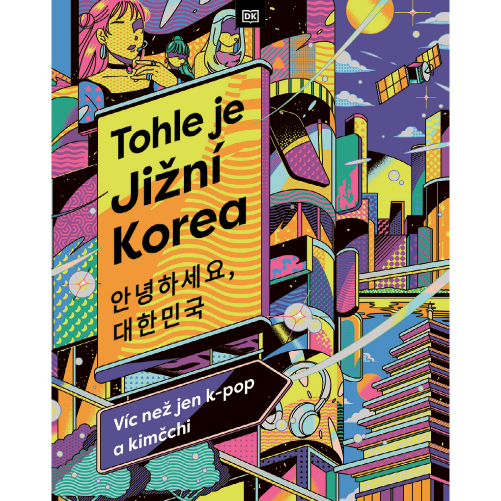 DK
Tohle je
Jižní
Korea
안녕하세요,
대한민국
Víc než jen k-pop
a kimčchi